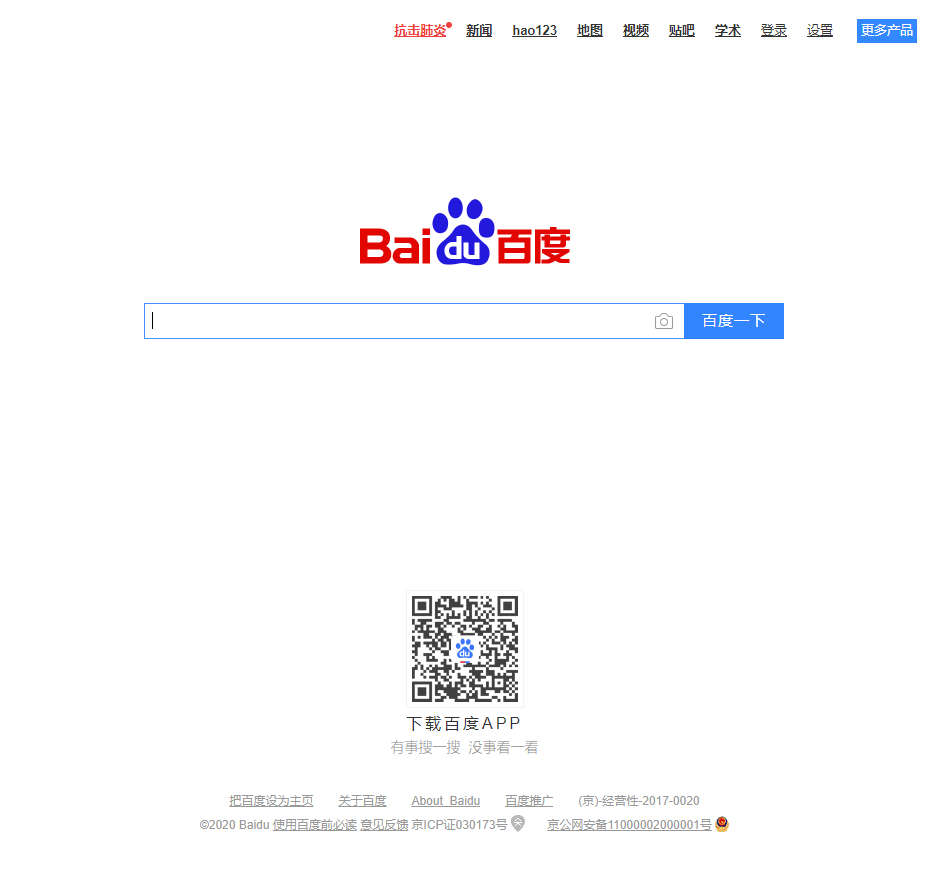 抗击肺炎 新闻 hao123 地图 视频 贴吧 学术 登录 设置 更多产品
Bai du 百度
百度一下
du
下载百度APP
有事搜一搜 没事看一看
把百度设为主页 关于百度 About Baidu 百度推广 (京)-经营性-2017-0020
©2020 Baidu 使用百度前必读 意见反馈 京ICP证030173号 京公网安备11000002000001号